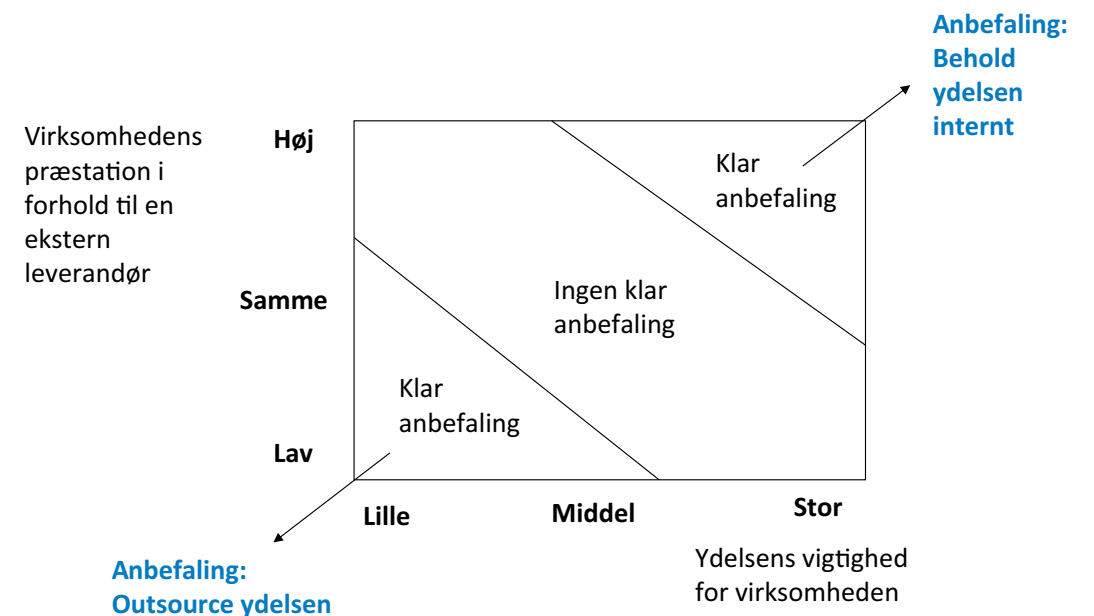 Anbefaling:
Behold
ydelsen
internt
Virksomhedens
præstation i
forhold til en
ekstern
leverandør
Høj
Klar
anbefaling
Samme
Ingen klar
anbefaling
Klar
anbefaling
Lav
Lille
Middel
Stor
Ydelsens vigtighed
for virksomheden
Anbefaling:
Outsource ydelsen